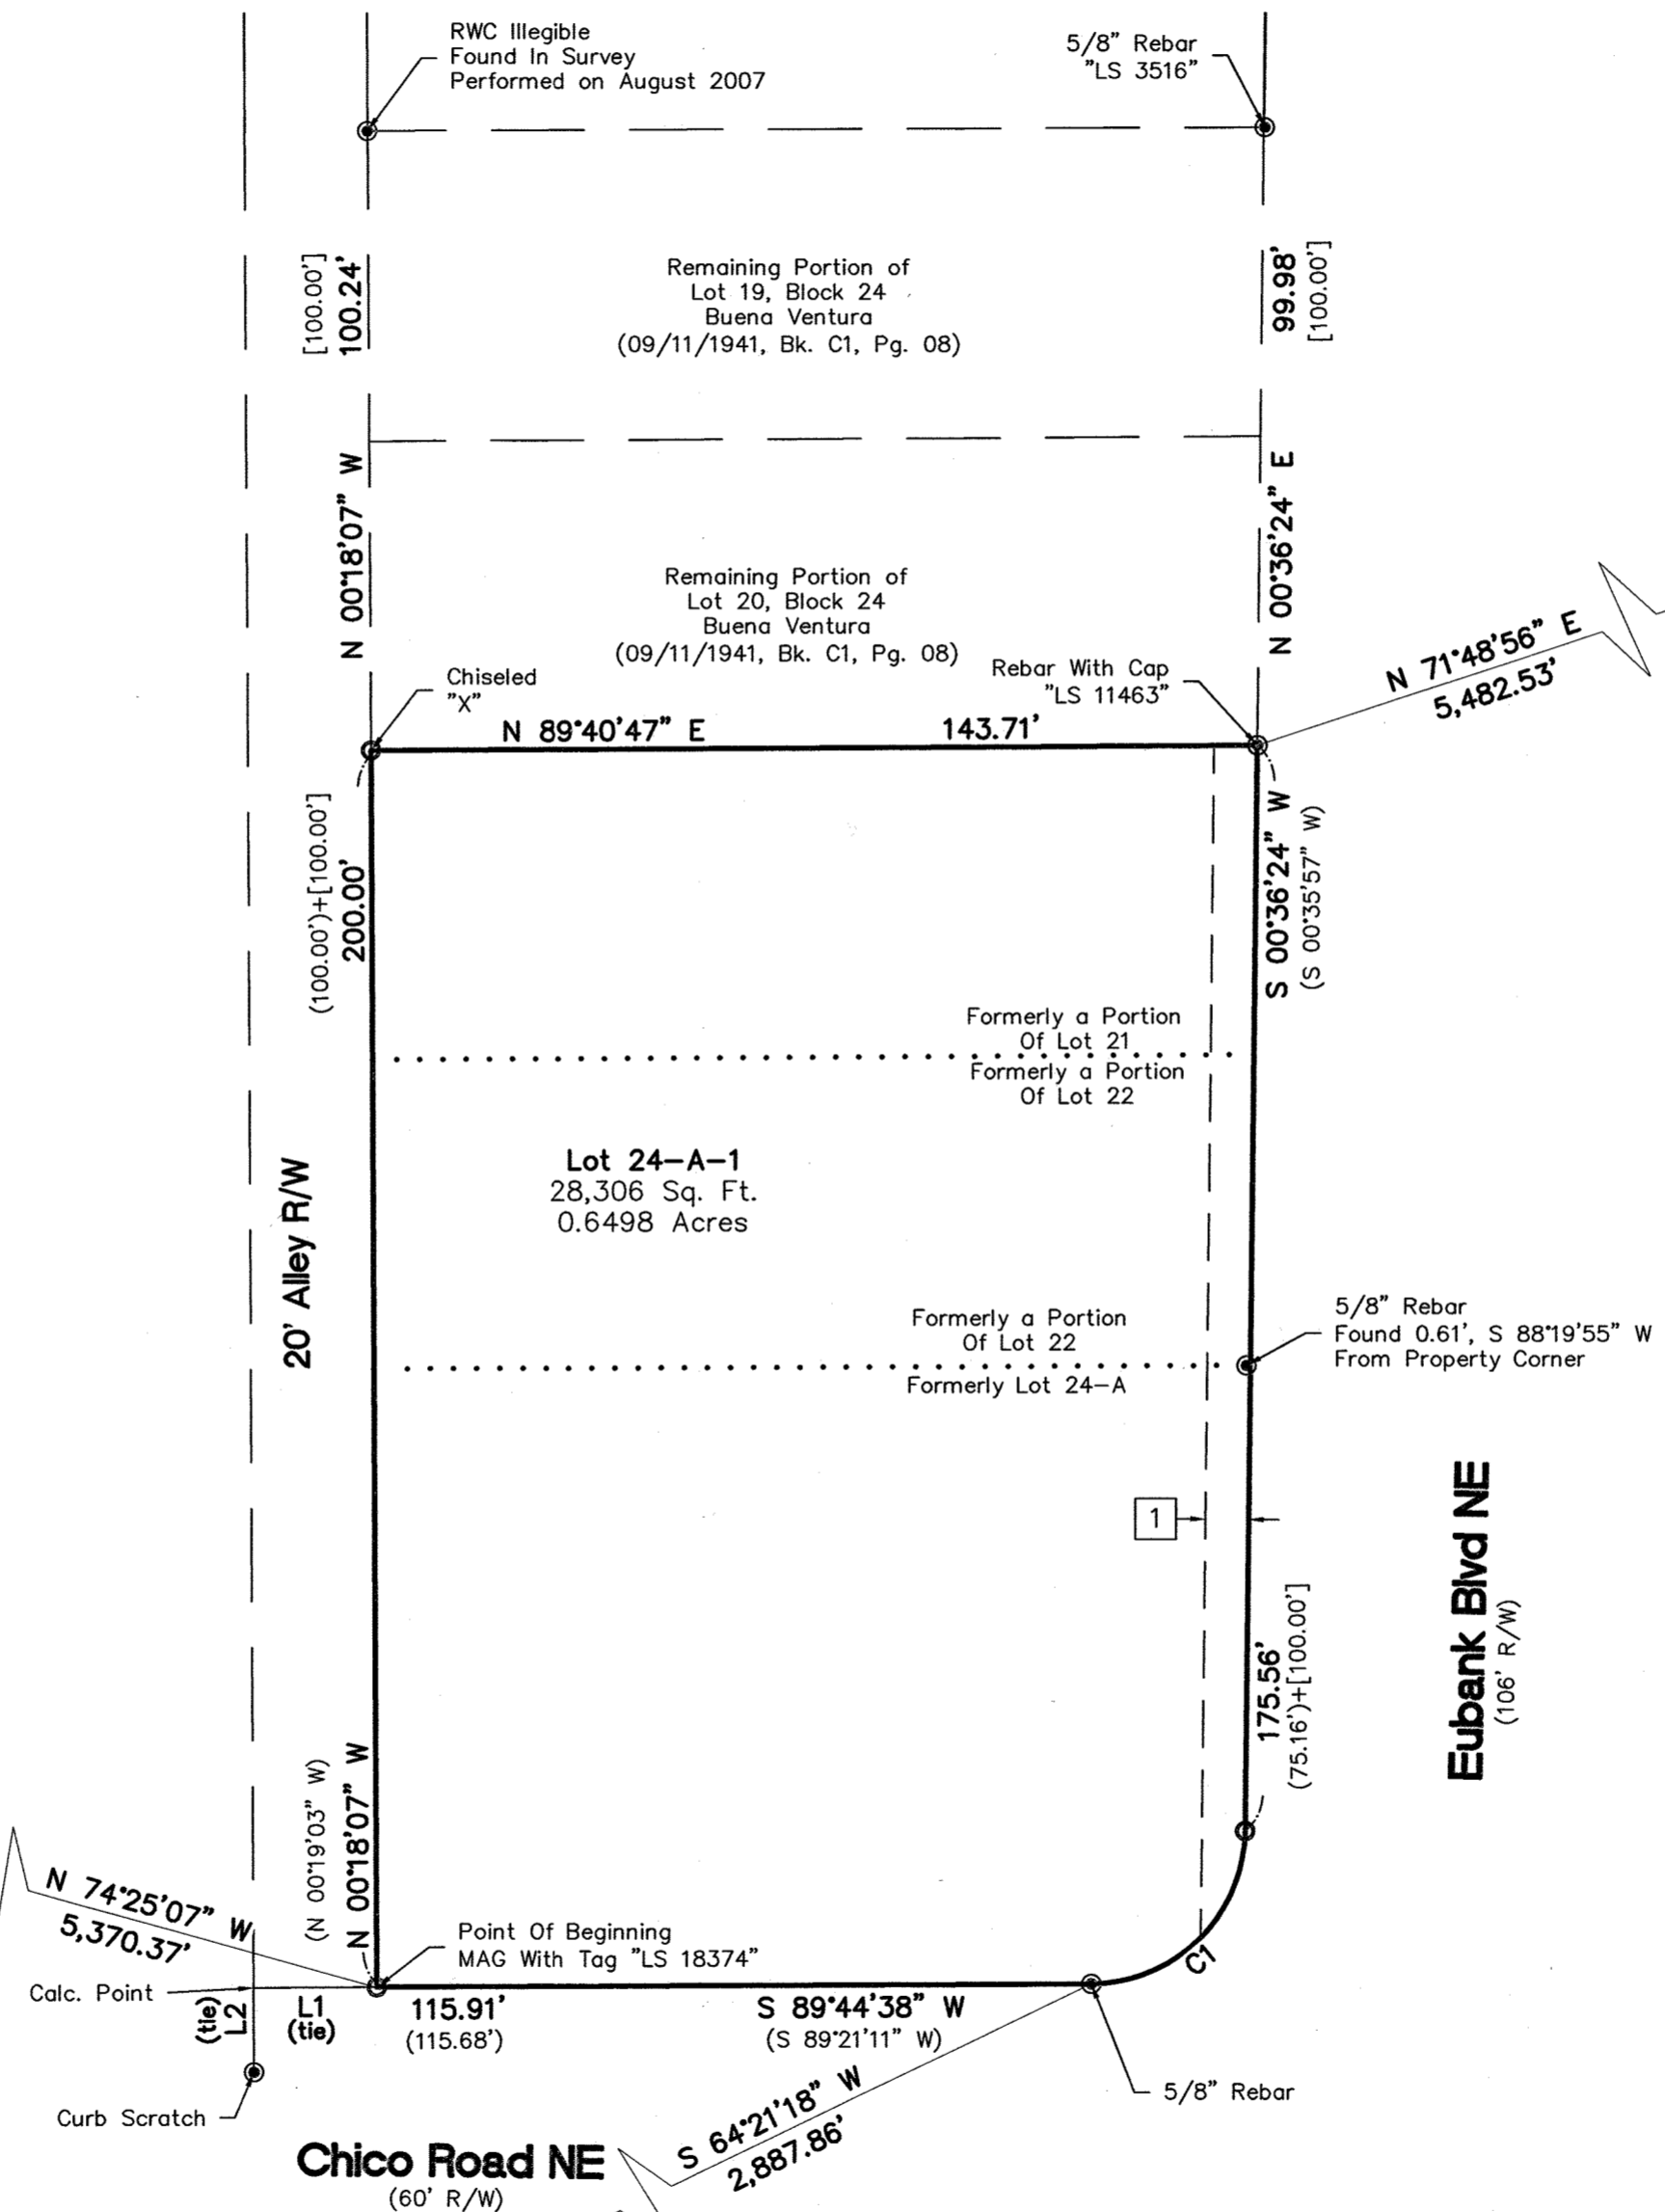 RWC Illegible
Found In Survey
Performed on August 2007
5/8" Rebar
"LS 3516"
[100.00']
100.24'
Remaining Portion of
Lot 19, Block 24
Buena Ventura
(09/11/1941, Bk. C1, Pg. 08)
99.98'
[100.00']
N 00°18'07" W
N 00°36'24" E
Remaining Portion of
Lot 20, Block 24
Buena Ventura
(09/11/1941, Bk. C1, Pg. 08)
N 71°48'56" E
5,482.53'
Chiseled
"X"
Rebar With Cap
"LS 11463"
N 89°40'47" E
143.71'
(100.00')+[100.00']
200.00'
S 00°36'24" W
(S 00°35'57" W)
Formerly a Portion
Of Lot 21
Formerly a Portion
Of Lot 22
Lot 24-A-1
28,306 Sq. Ft.
0.6498 Acres
20' Alley R/W
Formerly a Portion
Of Lot 22
Formerly Lot 24-A
5/8" Rebar
Found 0.61', S 88°19'55" W
From Property Corner
1
Eubank Blvd NE
(106' R/W)
175.56'
(75.16')+[100.00']
(N 00°19'03" W)
N 00°18'07" W
N 74°25'07" W
5,370.37'
Point Of Beginning
MAG With Tag "LS 18374"
C1
Calc. Point
(tie)
L2
L1
(tie)
115.91'
(115.68')
S 89°44'38" W
(S 89°21'11" W)
5/8" Rebar
Curb Scratch
S 64°21'18" W
2,887.86'
Chico Road NE
(60' R/W)